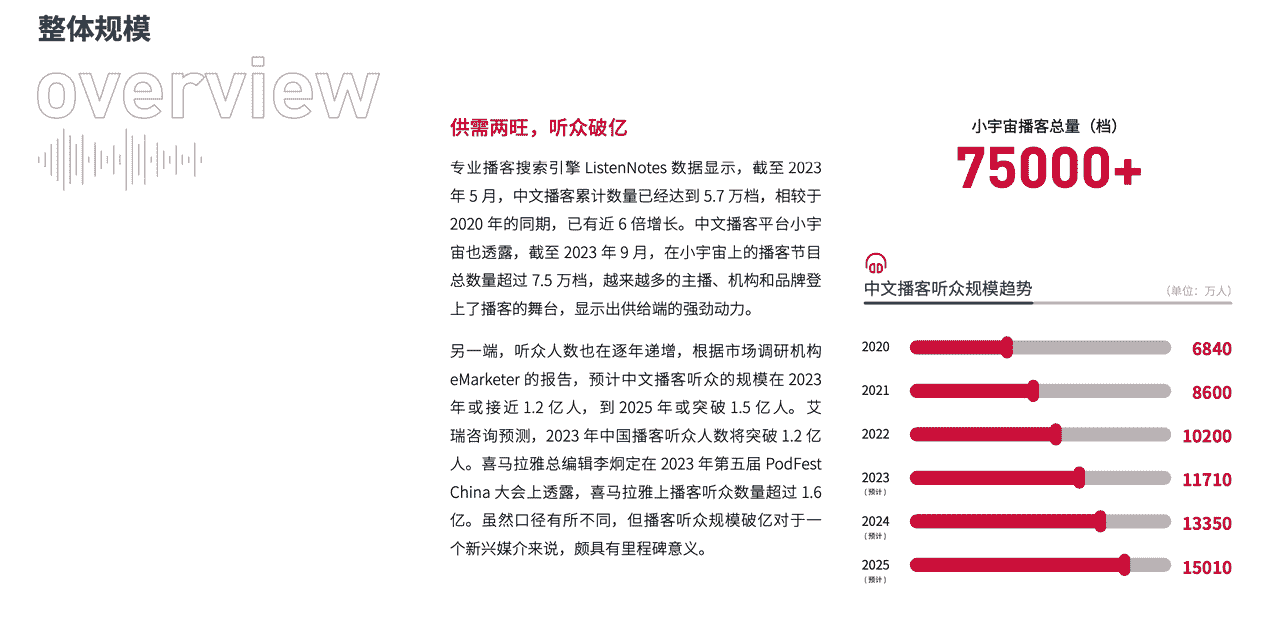 整体规模
overview
供需两旺，听众破亿
专业播客搜索引擎 ListenNotes 数据显示，截至 2023
年 5 月，中文播客累计数量已经达到 5.7 万档，相较于
2020 年的同期，已有近 6 倍增长。中文播客平台小宇
宙也透露，截至 2023 年 9 月，在小宇宙上的播客节目
总数量超过 7.5 万档，越来越多的主播、机构和品牌登
上了播客的舞台，显示出供给端的强劲动力。
另一端，听众人数也在逐年递增，根据市场调研机构
eMarketer 的报告，预计中文播客听众的规模在 2023
年或接近 1.2 亿人，到 2025 年或突破 1.5 亿人。艾
瑞咨询预测，2023 年中国播客听众人数将突破 1.2 亿
人。喜马拉雅总编辑李炯定在 2023 年第五届 PodFest
China 大会上透露，喜马拉雅上播客听众数量超过 1.6
亿。虽然口径有所不同，但播客听众规模破亿对于一
个新兴媒介来说，颇具有里程碑意义。
小宇宙播客总量（档）
75000+
中文播客听众规模趋势 （单位：万人）
2020 6840
2021 8600
2022 10200
2023 11710
（预计）
2024 13350
（预计）
2025 15010
（预计）